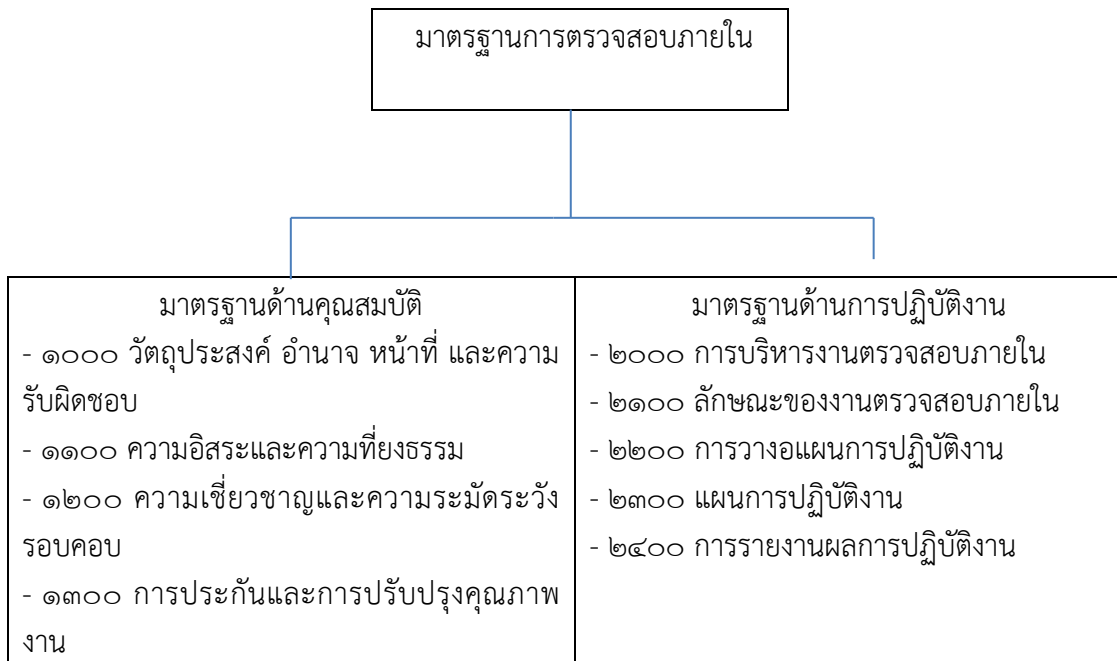 มาตรฐานการตรวจสอบภายใน
มาตรฐานด้านคุณสมบัติ
- ๑๐๐๐ วัตถุประสงค์ อำนาจ หน้าที่ และความ
รับผิดชอบ
- ๑๑๐๐ ความอิสระและความที่ยงธรรม
- ๑๒๐๐ ความเชี่ยวชาญและความระมัดระวัง
รอบคอบ
- ๑๓๐๐ การประกันและการปรับปรุงคุณภาพ
งาน
มาตรฐานด้านการปฏิบัติงาน
- ๒๐๐๐ การบริหารงานตรวจสอบภายใน
- ๒๑๐๐ ลักษณะของงานตรวจสอบภายใน
- ๒๒๐๐ การวางอแผนการปฏิบัติงาน
- ๒๓๐๐ แผนการปฏิบัติงาน
- ๒๔๐๐ การรายงานผลการปฏิบัติงาน